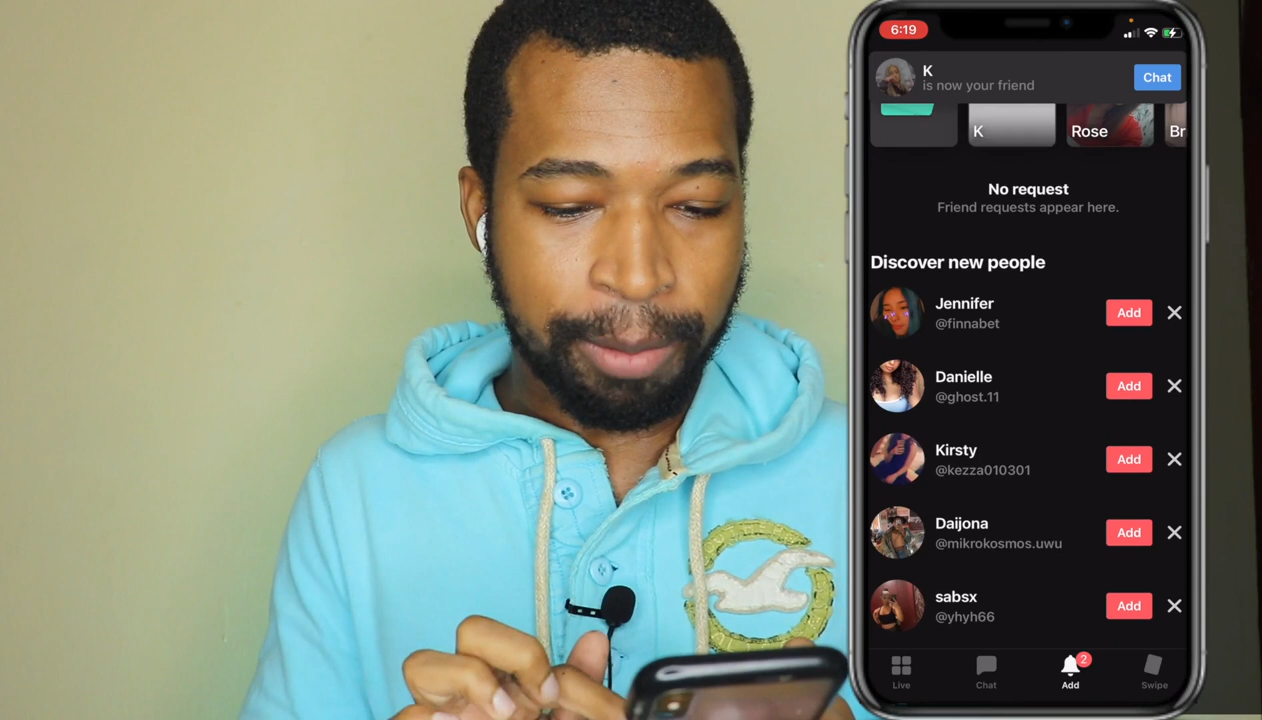 6:19
K
is now your friend
Chat
K
Rose
Br
No request
Friend requests appear here.
Discover new people
Jennifer
@finnabet
Add
Danielle
@ghost.11
Add
Kirsty
@kezza010301
Add
Daijona
@mikrokosmos.uwu
Add
sabsx
@yhyh66
Add
2
Live
Chat
Add
Swipe